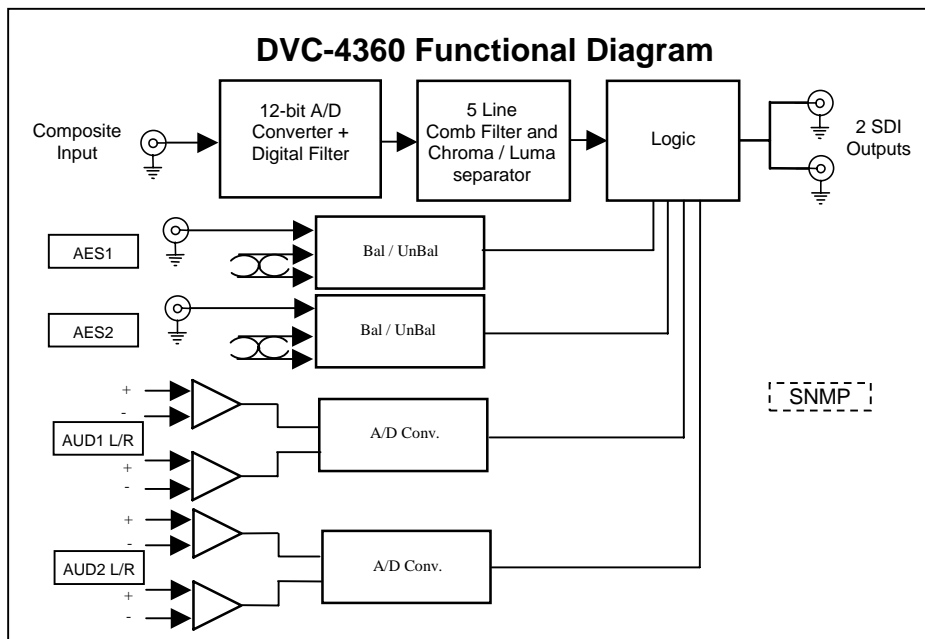 DVC-4360 Functional Diagram
Composite
Input
12-bit A/D
Converter +
Digital Filter
5 Line
Comb Filter and
Chroma / Luma
separator
Logic
2 SDI
Outputs
AES1
Bal / UnBal
AES2
Bal / UnBal
SNMP
+
-
AUD1 L/R
+
-
A/D Conv.
+
-
AUD2 L/R
+
-
A/D Conv.